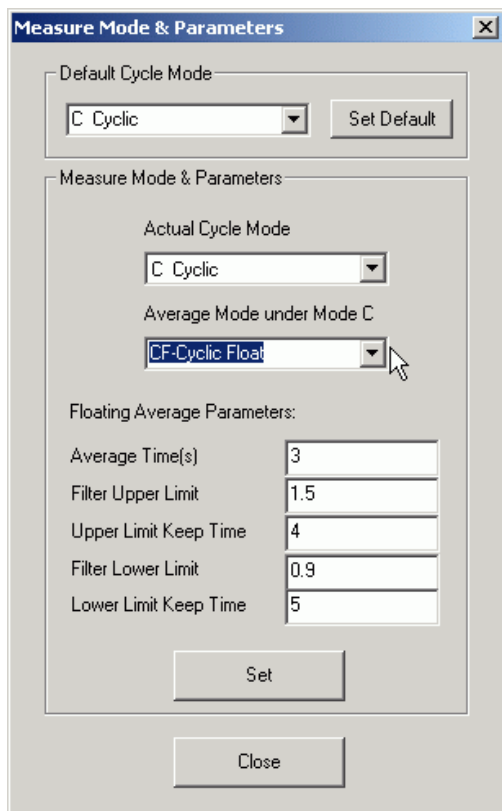 Measure Mode & Parameters
Default Cycle Mode
C Cyclic Set Default
Measure Mode & Parameters
Actual Cycle Mode
C Cyclic
Average Mode under Mode C
CF-Cyclic Float
Floating Average Parameters:
Average Time(s) 3
Filter Upper Limit 1.5
Upper Limit Keep Time 4
Filter Lower Limit 0.9
Lower Limit Keep Time 5
Set
Close